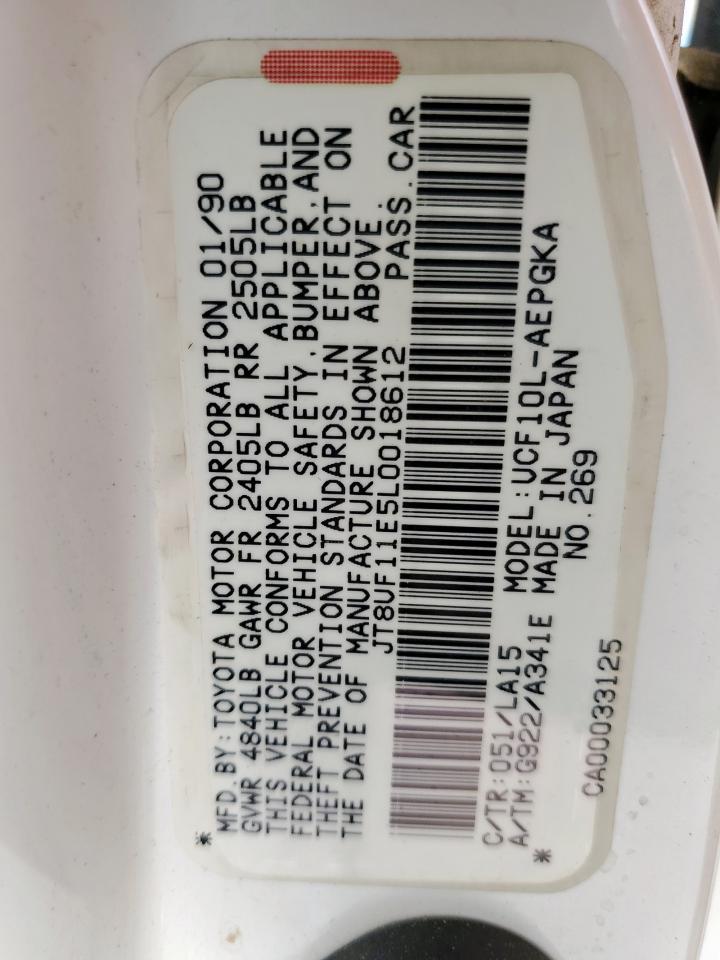 MFD.BY:TOYOTA MOTOR CORPORATION 01/90
GVWR 4840LB GAWR FR 2405LB RR 2505LB
THIS VEHICLE CONFORMS TO ALL APPLICABLE
FEDERAL MOTOR VEHICLE SAFETY,BUMPER,AND
THEFT PREVENTION STANDARDS IN EFFECT ON
THE DATE OF MANUFACTURE SHOWN ABOVE.
JT8UF11E5L0018612 PASS.CAR
C/TR:051/LA15 MODEL:UCF10L-AEPGKA
A/TM:G922/A341E MADE IN JAPAN
* * NO.269
CA00033125